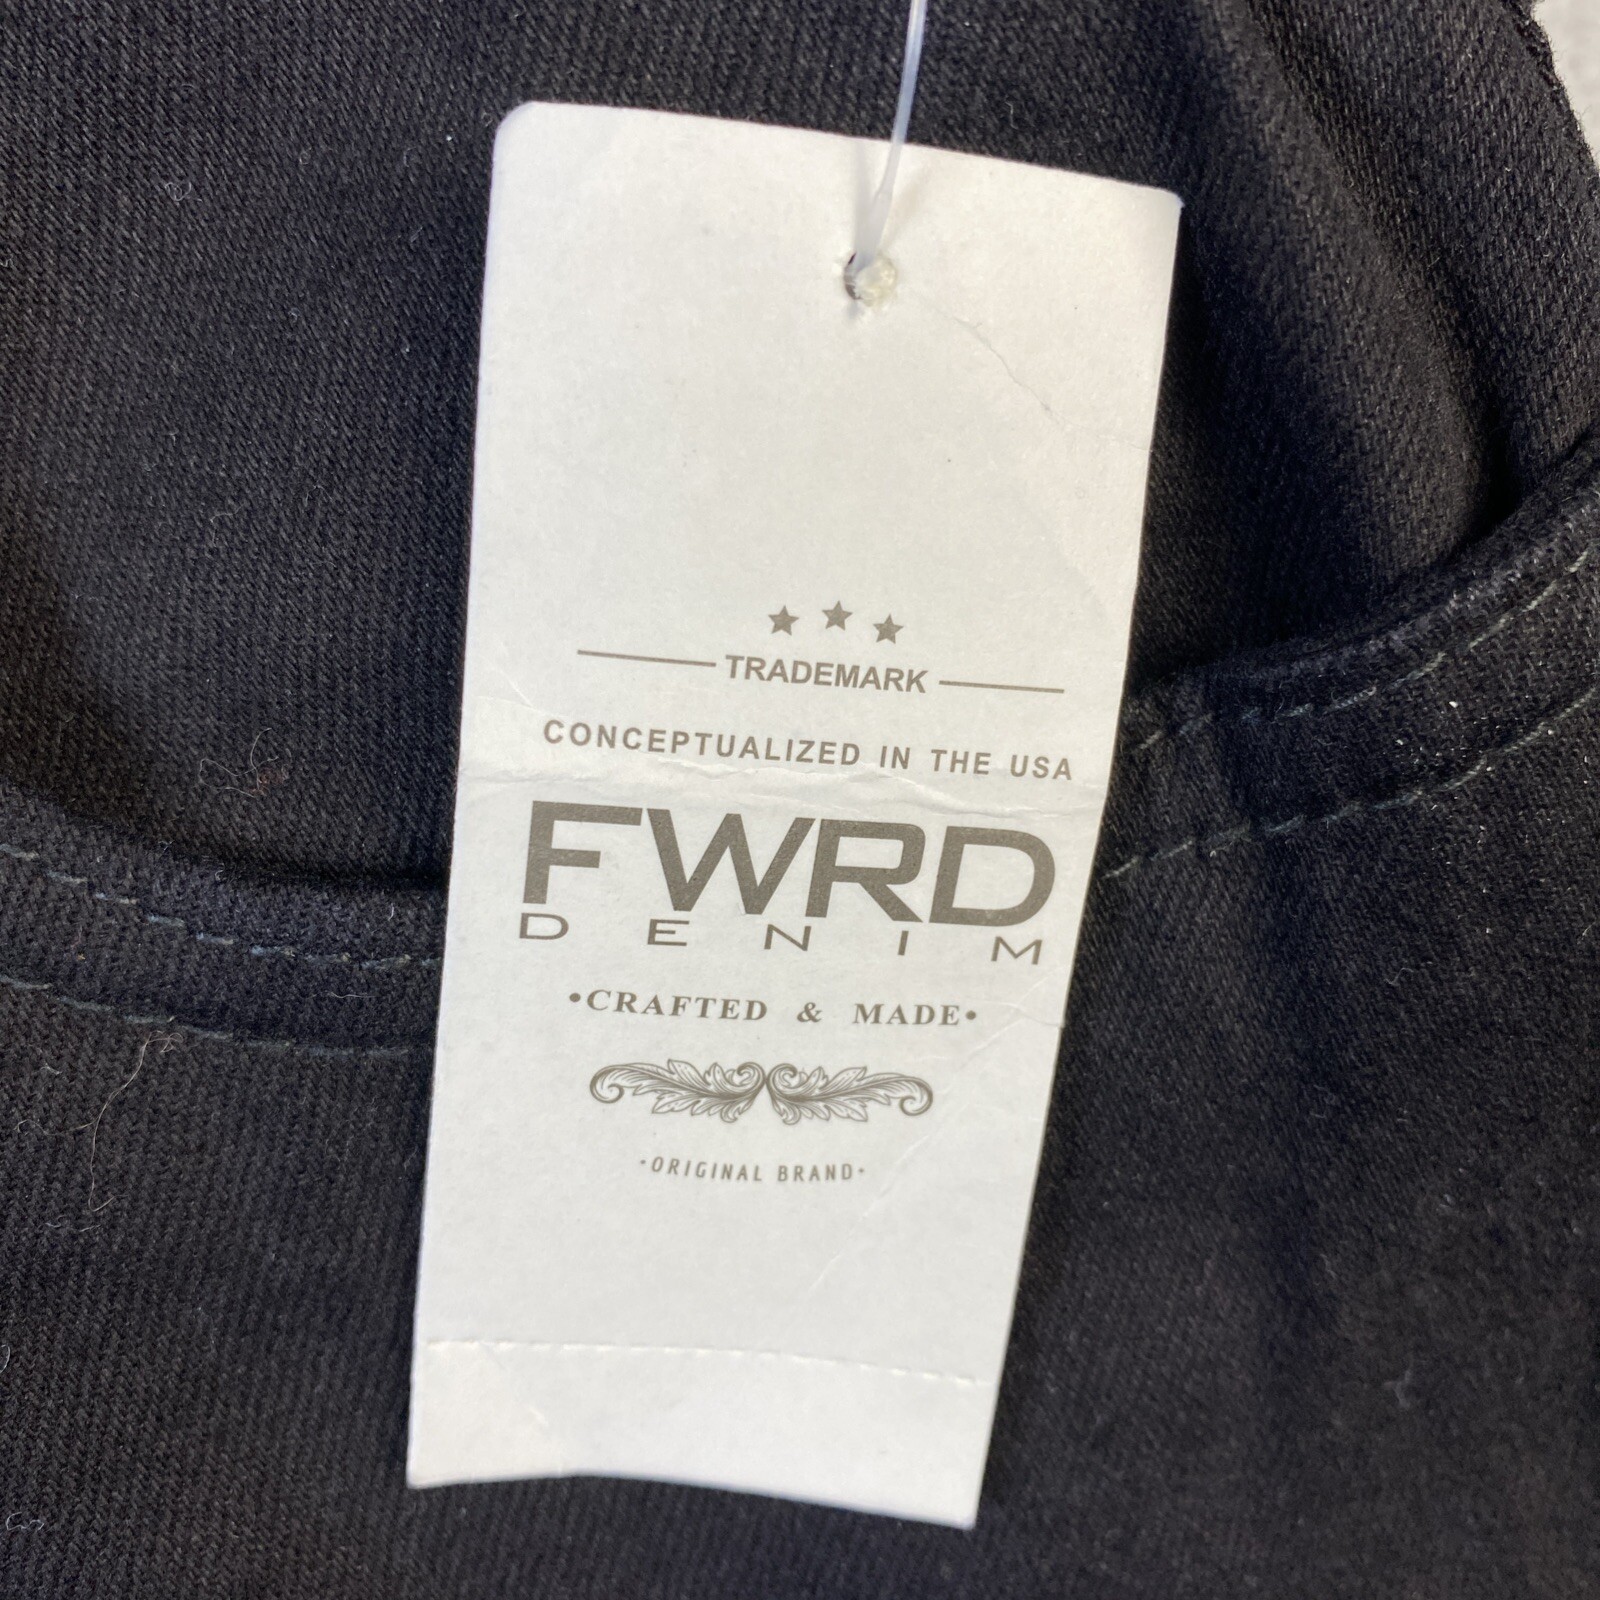 TRADEMARK
CONCEPTUALIZED IN THE USA
FWRD
DENIM
•CRAFTED & MADE•
•ORIGINAL BRAND•